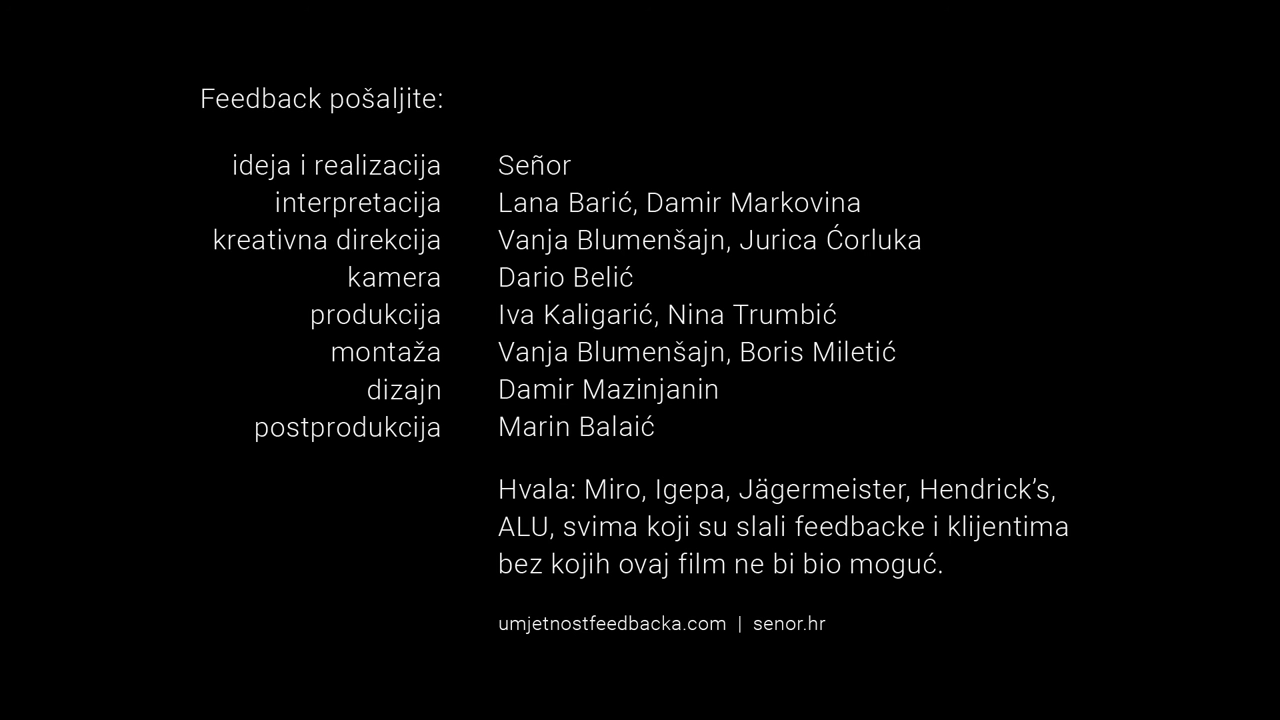 Feedback pošaljite:
ideja i realizacija Señor
interpretacija Lana Barić, Damir Markovina
kreativna direkcija Vanja Blumenšajn, Jurica Ćorluka
kamera Dario Belić
produkcija Iva Kaligarić, Nina Trumbić
montaža Vanja Blumenšajn, Boris Miletić
dizajn Damir Mazinjanin
postprodukcija Marin Balaić
Hvala: Miro, Igepa, Jägermeister, Hendrick’s,
ALU, svima koji su slali feedbacke i klijentima
bez kojih ovaj film ne bi bio moguć.
umjetnostfeedbacka.com | senor.hr